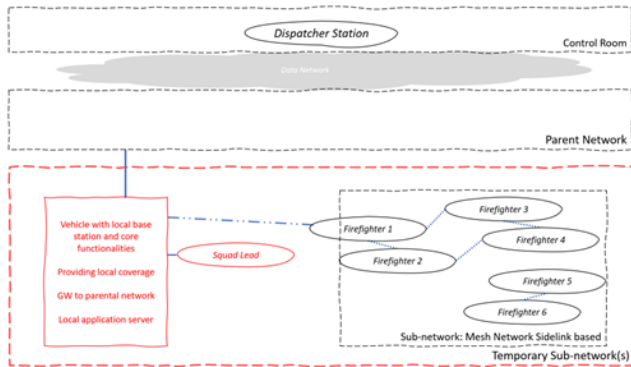 Dispatcher Station
Control Room
Data Network
Parent Network
Vehicle with local base
station and core
functionalities
Providing local coverage
GW to parental network
Local application server
Squad Lead
Firefighter 1
Firefighter 2
Firefighter 3
Firefighter 4
Firefighter 5
Firefighter 6
Sub-network: Mesh Network Sidelink based
Temporary Sub-network(s)